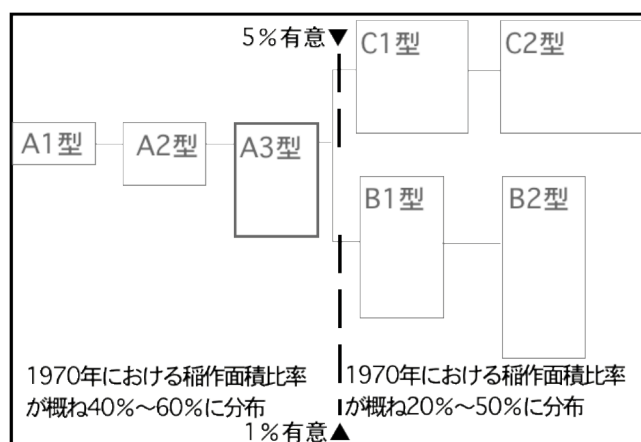 5％有意▼
C1型
C2型
A1型
A2型
A3型
B1型
B2型
1970年における稲作面積比率
が概ね40％～60％に分布
1970年における稲作面積比率
が概ね20％～50％に分布
1％有意▲